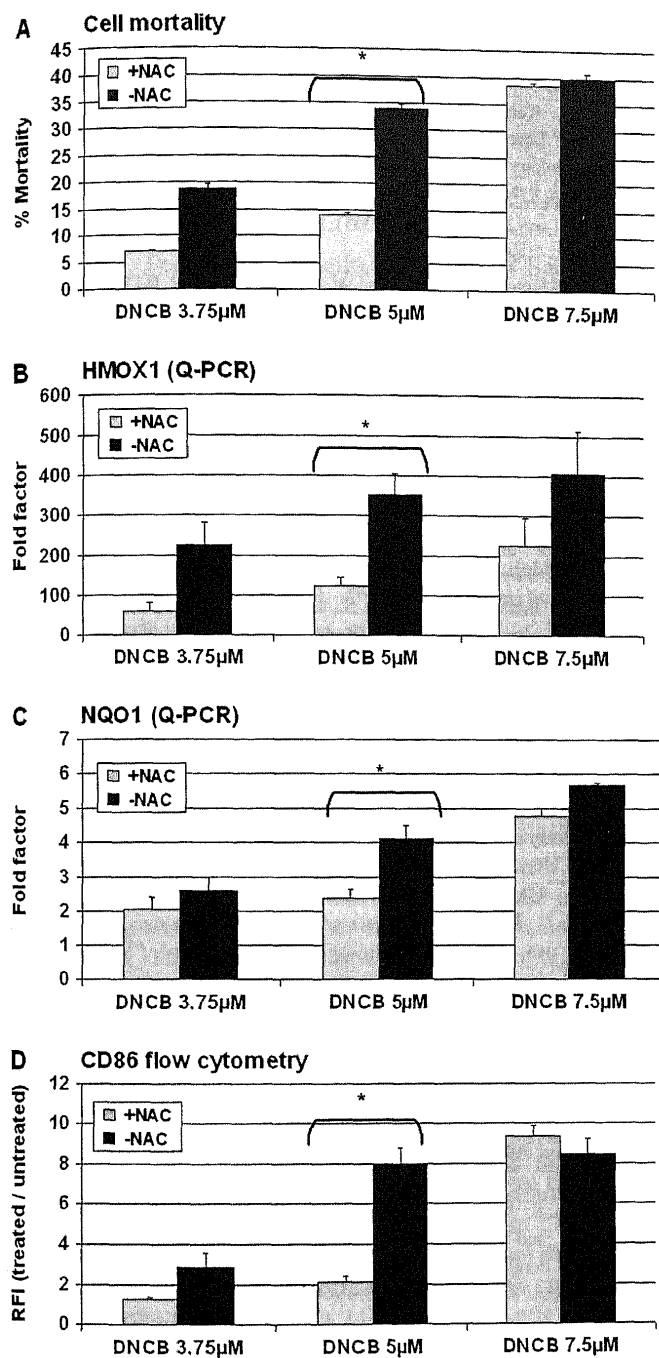 A Cell mortality
45
40
35
30
25
20
15
10
5
0
% Mortality
+NAC
-NAC
*
DNCB 3.75µM DNCB 5µM DNCB 7.5µM
B HMOX1 (Q-PCR)
600
500
400
300
200
100
0
Fold factor
+NAC
-NAC
*
DNCB 3.75µM DNCB 5µM DNCB 7.5µM
C NQO1 (Q-PCR)
7
6
5
4
3
2
1
0
Fold factor
+NAC
-NAC
*
DNCB 3.75µM DNCB 5µM DNCB 7.5µM
D CD86 flow cytometry
12
10
8
6
4
2
0
RFI (treated / untreated)
+NAC
-NAC
*
DNCB 3.75µM DNCB 5µM DNCB 7.5µM